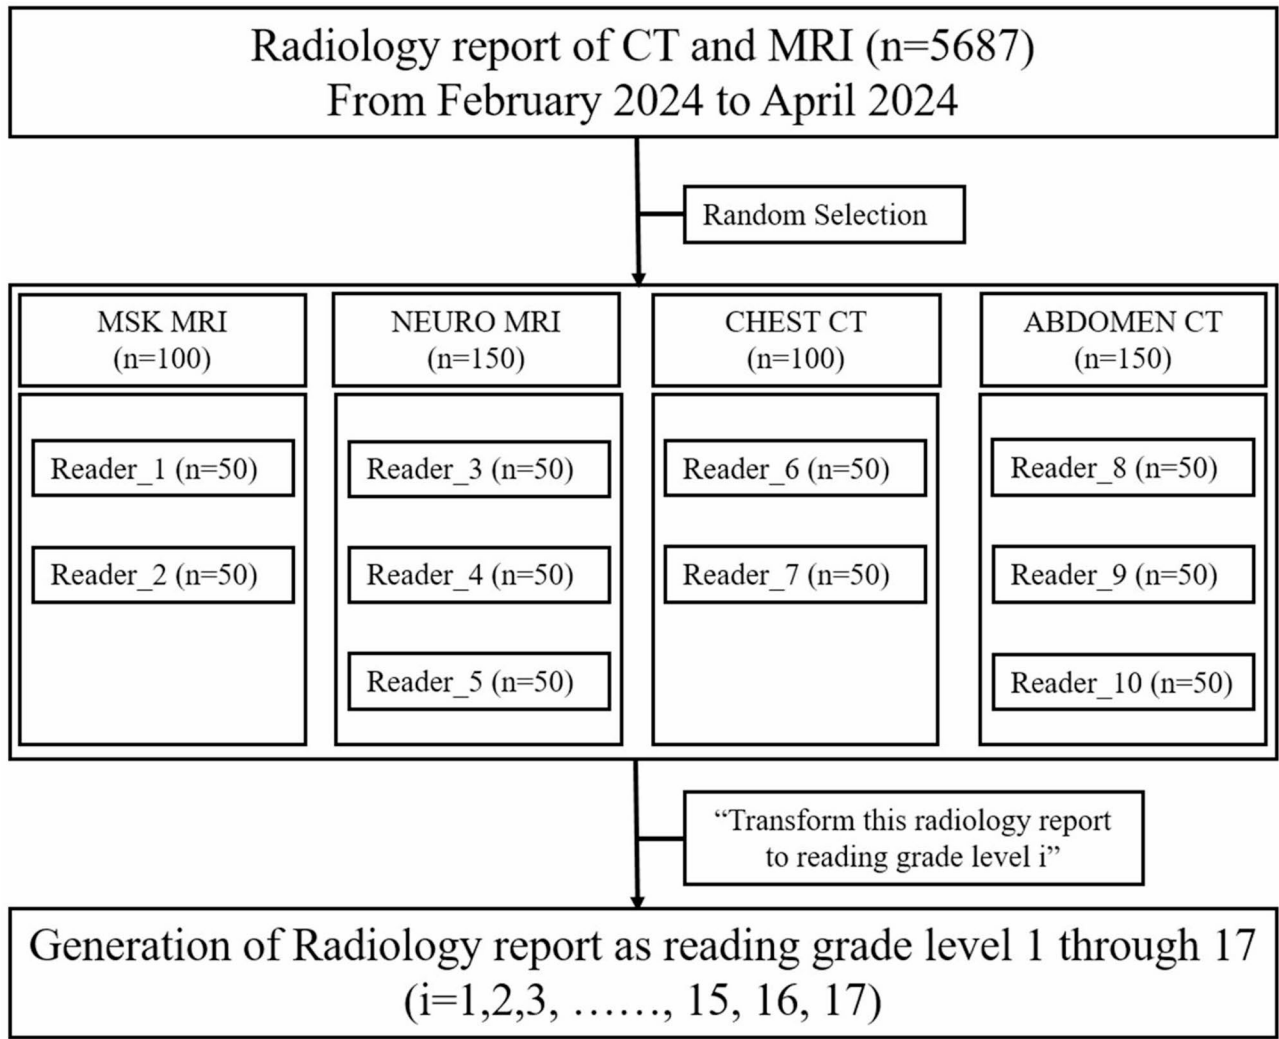 Radiology report of CT and MRI (n=5687)
From February 2024 to April 2024
Random Selection
MSK MRI
(n=100)
NEURO MRI
(n=150)
CHEST CT
(n=100)
ABDOMEN CT
(n=150)
Reader_1 (n=50)
Reader_3 (n=50)
Reader_6 (n=50)
Reader_8 (n=50)
Reader_2 (n=50)
Reader_4 (n=50)
Reader_7 (n=50)
Reader_9 (n=50)
Reader_5 (n=50)
Reader_10 (n=50)
“Transform this radiology report
to reading grade level i”
Generation of Radiology report as reading grade level 1 through 17
(i=1,2,3, ……, 15, 16, 17)